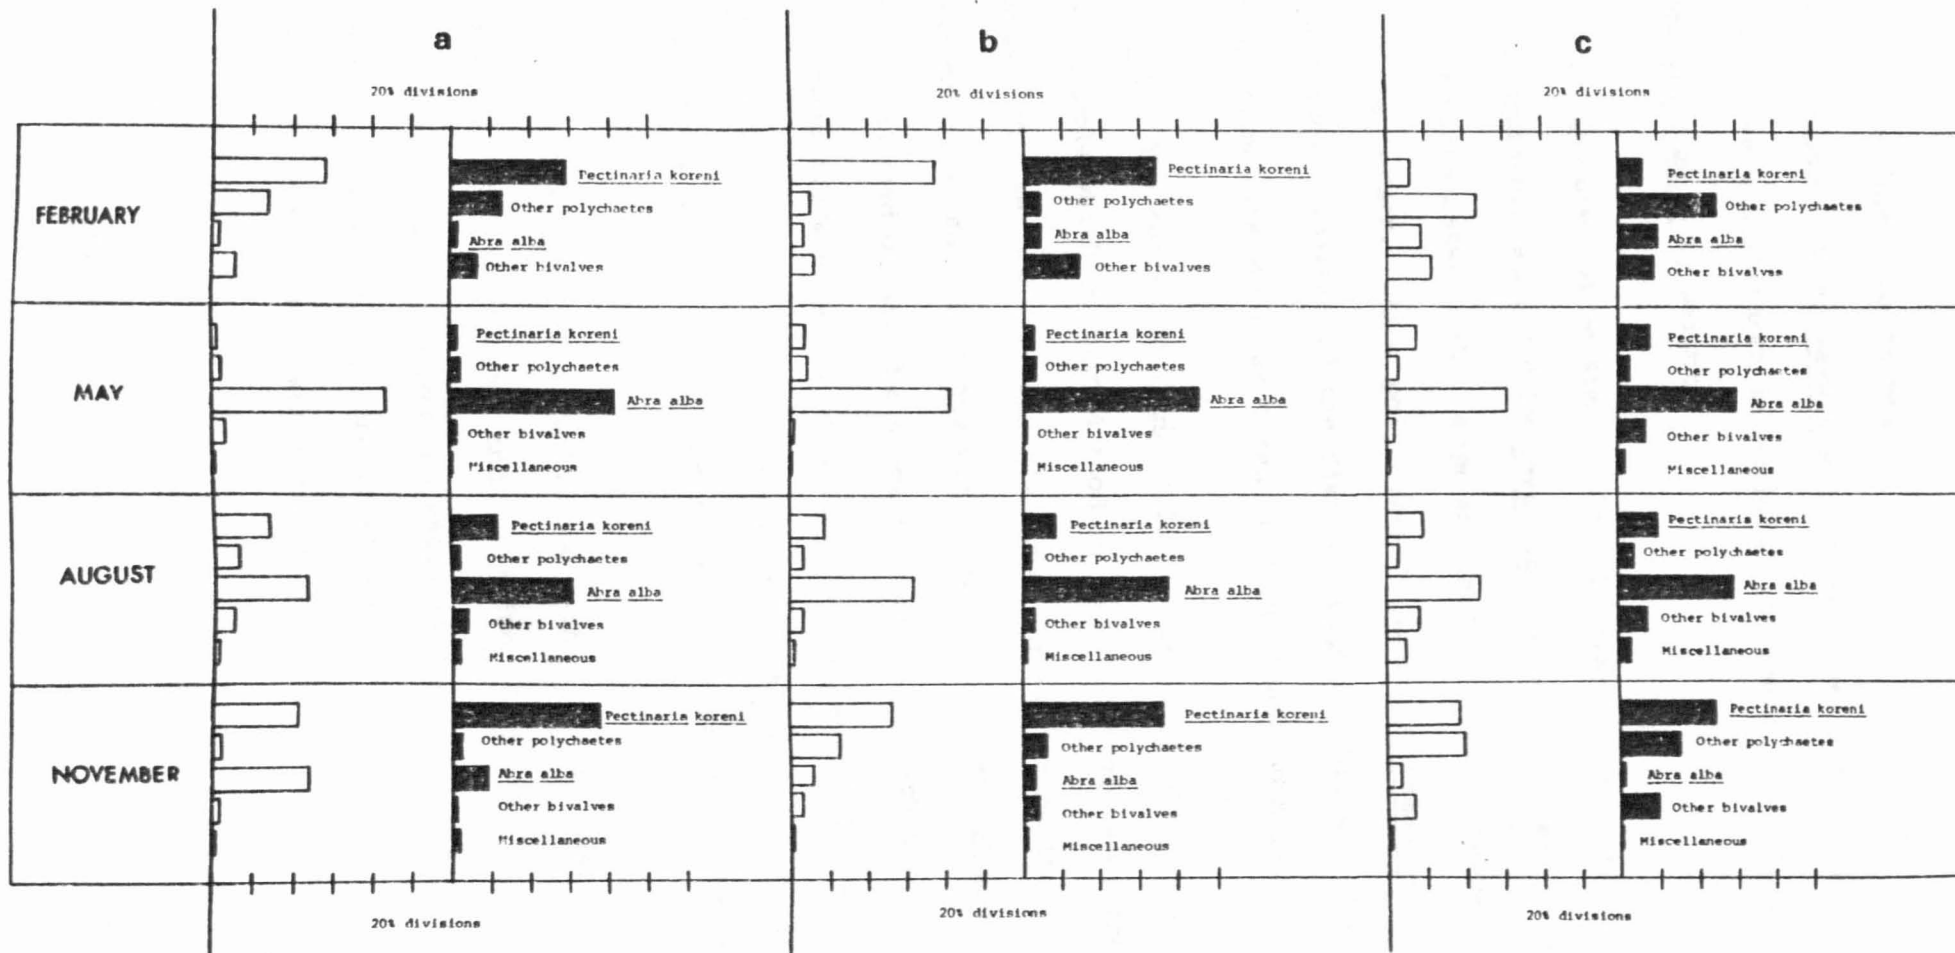 a
b
c
20% divisions
20% divisions
20% divisions
FEBRUARY
Pectinaria koreni
Other polychaetes
Abra alba
Other bivalves
Pectinaria koreni
Other polychaetes
Abra alba
Other bivalves
Pectinaria koreni
Other polychaetes
Abra alba
Other bivalves
MAY
Pectinaria koreni
Other polychaetes
Abra alba
Other bivalves
Miscellaneous
Pectinaria koreni
Other polychaetes
Abra alba
Other bivalves
Miscellaneous
Pectinaria koreni
Other polychaetes
Abra alba
Other bivalves
Miscellaneous
AUGUST
Pectinaria koreni
Other polychaetes
Abra alba
Other bivalves
Miscellaneous
Pectinaria koreni
Other polychaetes
Abra alba
Other bivalves
Miscellaneous
Pectinaria koreni
Other polychaetes
Abra alba
Other bivalves
Miscellaneous
NOVEMBER
Pectinaria koreni
Other polychaetes
Abra alba
Other bivalves
Miscellaneous
Pectinaria koreni
Other polychaetes
Abra alba
Other bivalves
Miscellaneous
Pectinaria koreni
Other polychaetes
Abra alba
Other bivalves
Miscellaneous
20% divisions
20% divisions
20% divisions